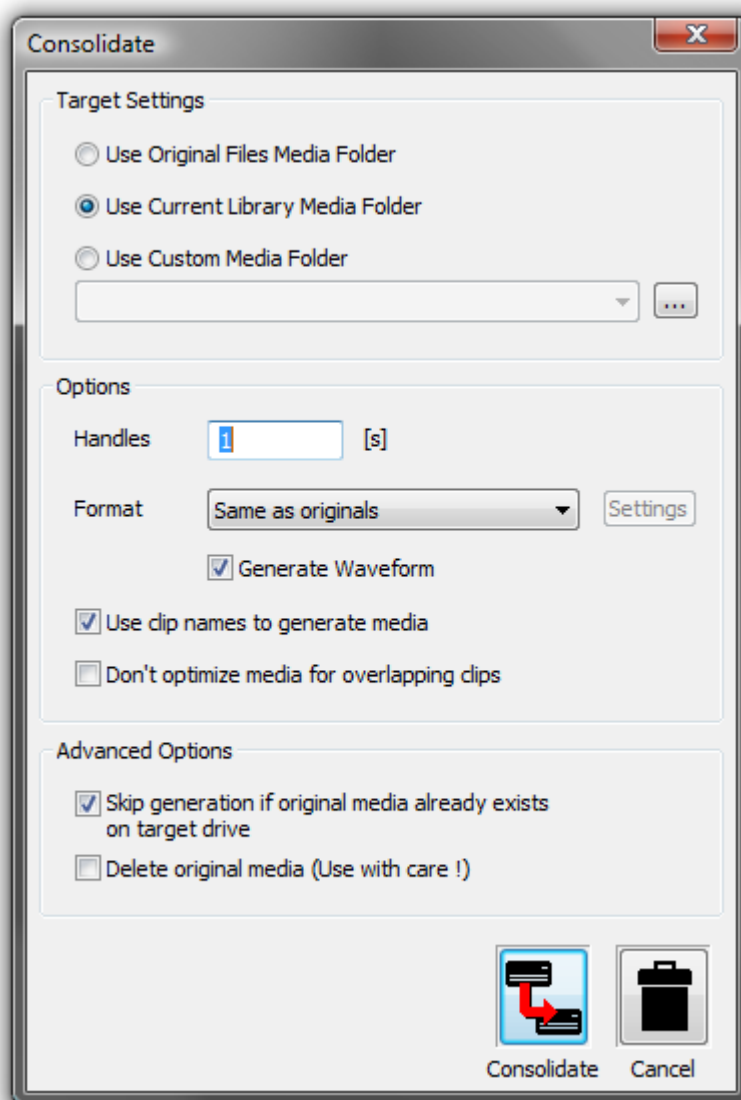 Consolidate
Target Settings
Use Original Files Media Folder
Use Current Library Media Folder
Use Custom Media Folder
...
Options
Handles 1 [s]
Format Same as originals Settings
Generate Waveform
Use clip names to generate media
Don't optimize media for overlapping clips
Advanced Options
Skip generation if original media already exists
on target drive
Delete original media (Use with care !)
Consolidate Cancel